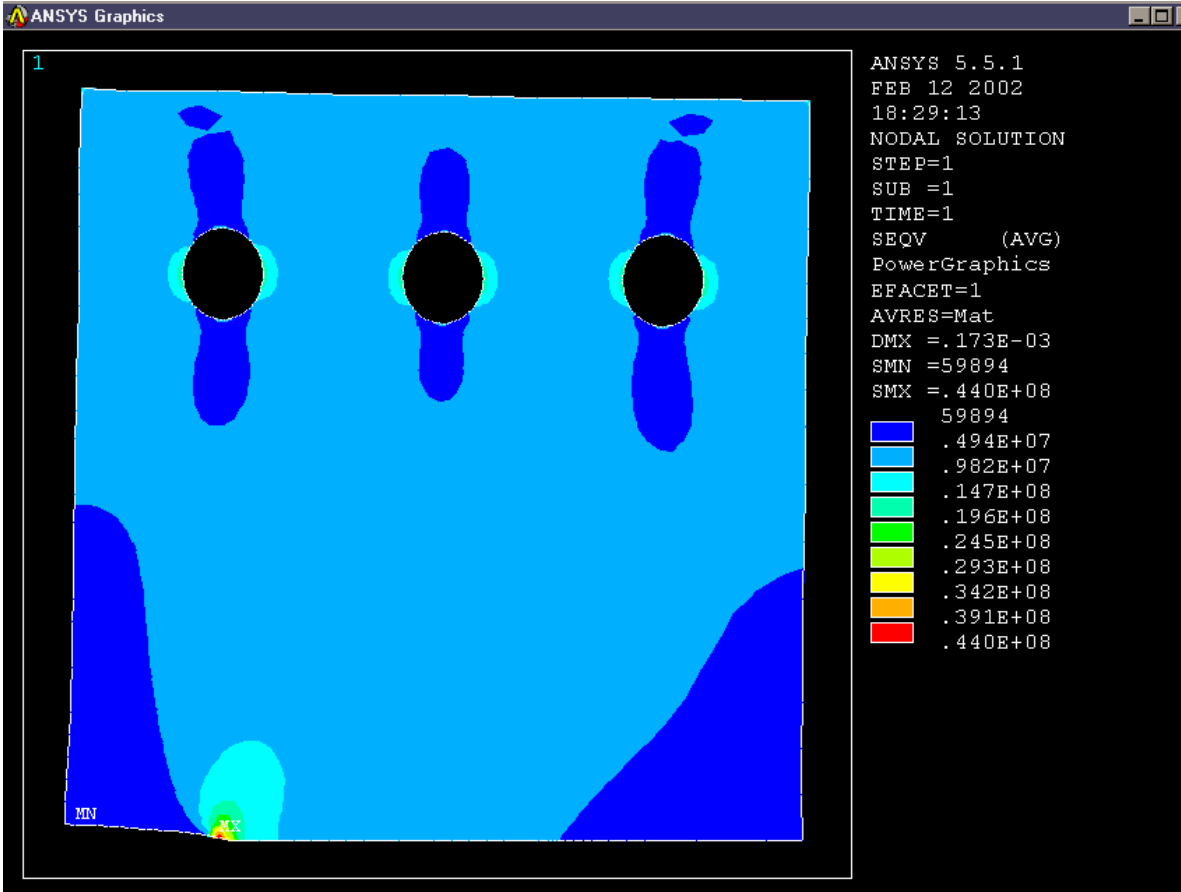 ANSYS Graphics
1
ANSYS 5.5.1
FEB 12 2002
18:29:13
NODAL SOLUTION
STEP=1
SUB =1
TIME=1
SEQV (AVG)
PowerGraphics
EFACET=1
AVRES=Mat
DMX =.173E-03
SMN =59894
SMX =.440E+08
59894
.494E+07
.982E+07
.147E+08
.196E+08
.245E+08
.293E+08
.342E+08
.391E+08
.440E+08
MN
MX